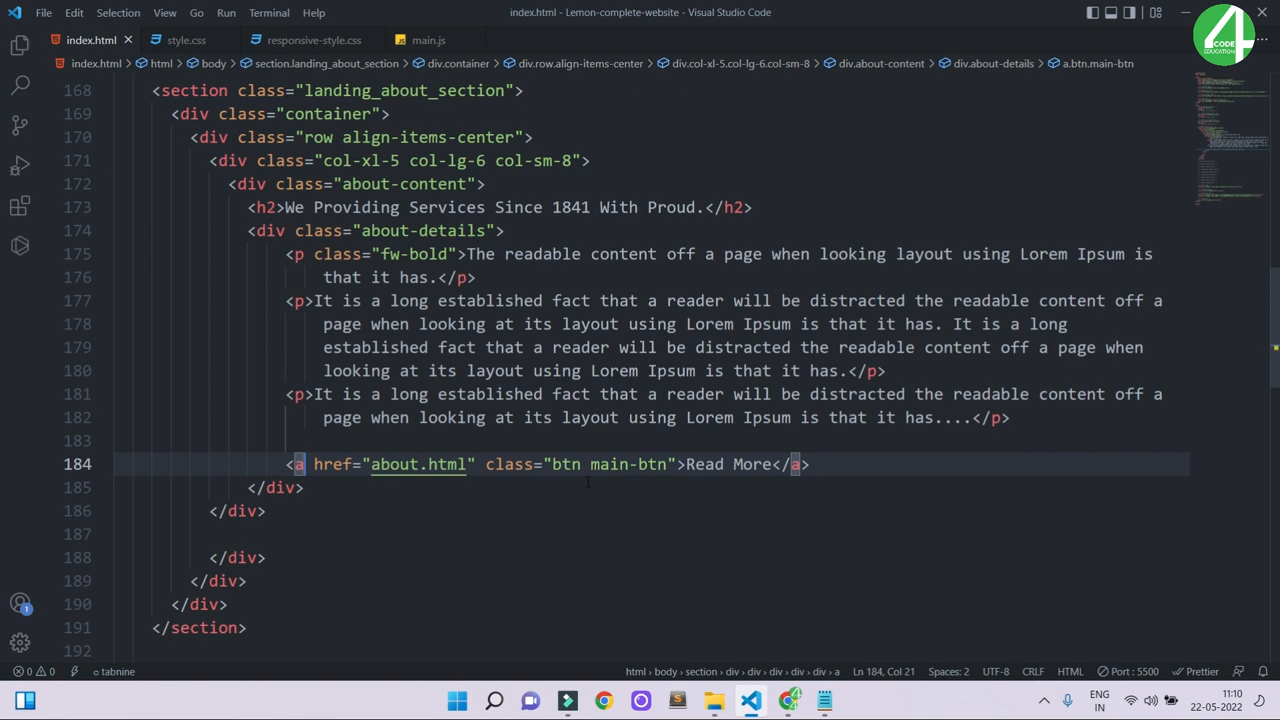 File Edit Selection View Go Run Terminal Help
index.html - Lemon-complete-website - Visual Studio Code
4
CODE
EDUCATION
index.html style.css responsive-style.css main.js
index.html html body section.landing_about_section div.container div.row.align-items-center div.col-xl-5.col-lg-6.col-sm-8 div.about-content div.about-details a.btn.main-btn
168 <section class="landing_about_section">
169 <div class="container">
170 <div class="row align-items-center">
171 <div class="col-xl-5 col-lg-6 col-sm-8">
172 <div class="about-content">
173 <h2>We Prowding Services Since 1841 With Proud.</h2>
174 <div class="about-details">
175 <p class="fw-bold">The readable content off a page when looking layout using Lorem Ipsum is
176 that it has.</p>
177 <p>It is a long established fact that a reader will be distracted the readable content off a
178 page when looking at its layout using Lorem Ipsum is that it has. It is a long
179 established fact that a reader will be distracted the readable content off a page when
180 looking at its layout using Lorem Ipsum is that it has.</p>
181 <p>It is a long established fact that a reader will be distracted the readable content off a
182 page when looking at its layout using Lorem Ipsum is that it has....</p>
183
184 <a href="about.html" class="btn main-btn">Read More</a>
185 </div>
186 </div>
187
188 </div>
189 </div>
190 </div>
191 </section>
192
1
0 0 tabnine html > body > section > div > div > div > div > div > a Ln 184, Col 21 Spaces: 2 UTF-8 CRLF HTML Port : 5500 Prettier
ENG
IN
11:10
22-05-2022